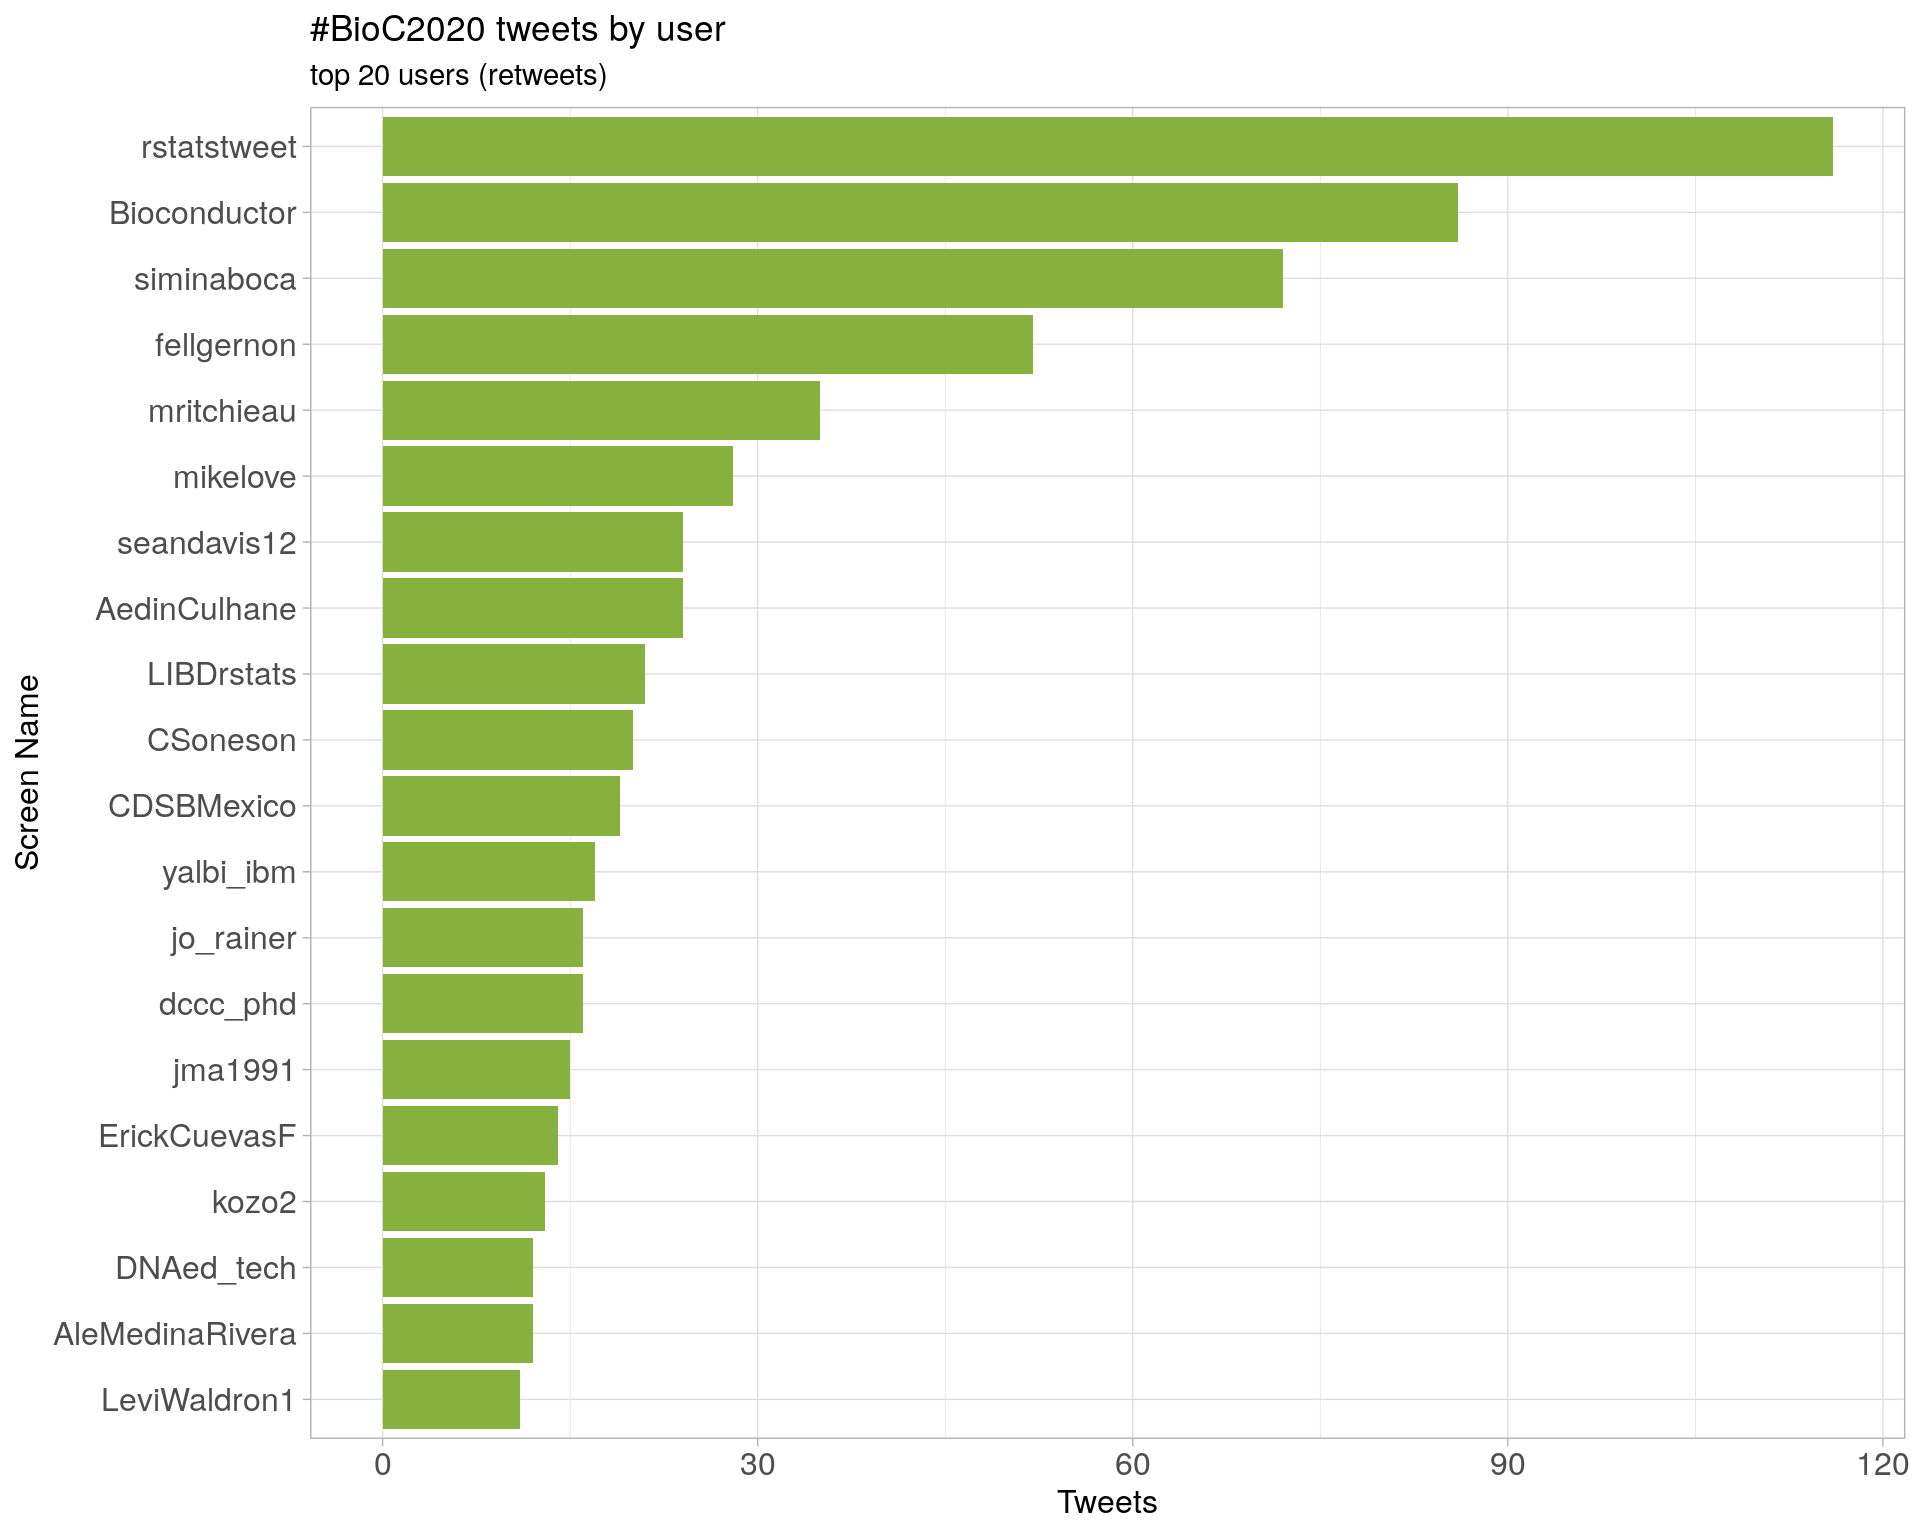 #BioC2020 tweets by user
top 20 users (retweets)
rstatstweet
Bioconductor
siminaboca
fellgernon
mritchieau
mikelove
seandavis12
AedinCulhane
LIBDrstats
CSoneson
CDSBMexico
yalbi_ibm
jo_rainer
dccc_phd
jma1991
ErickCuevasF
kozo2
DNAed_tech
AleMedinaRivera
LeviWaldron1
Screen Name
0 30 60 90 120
Tweets